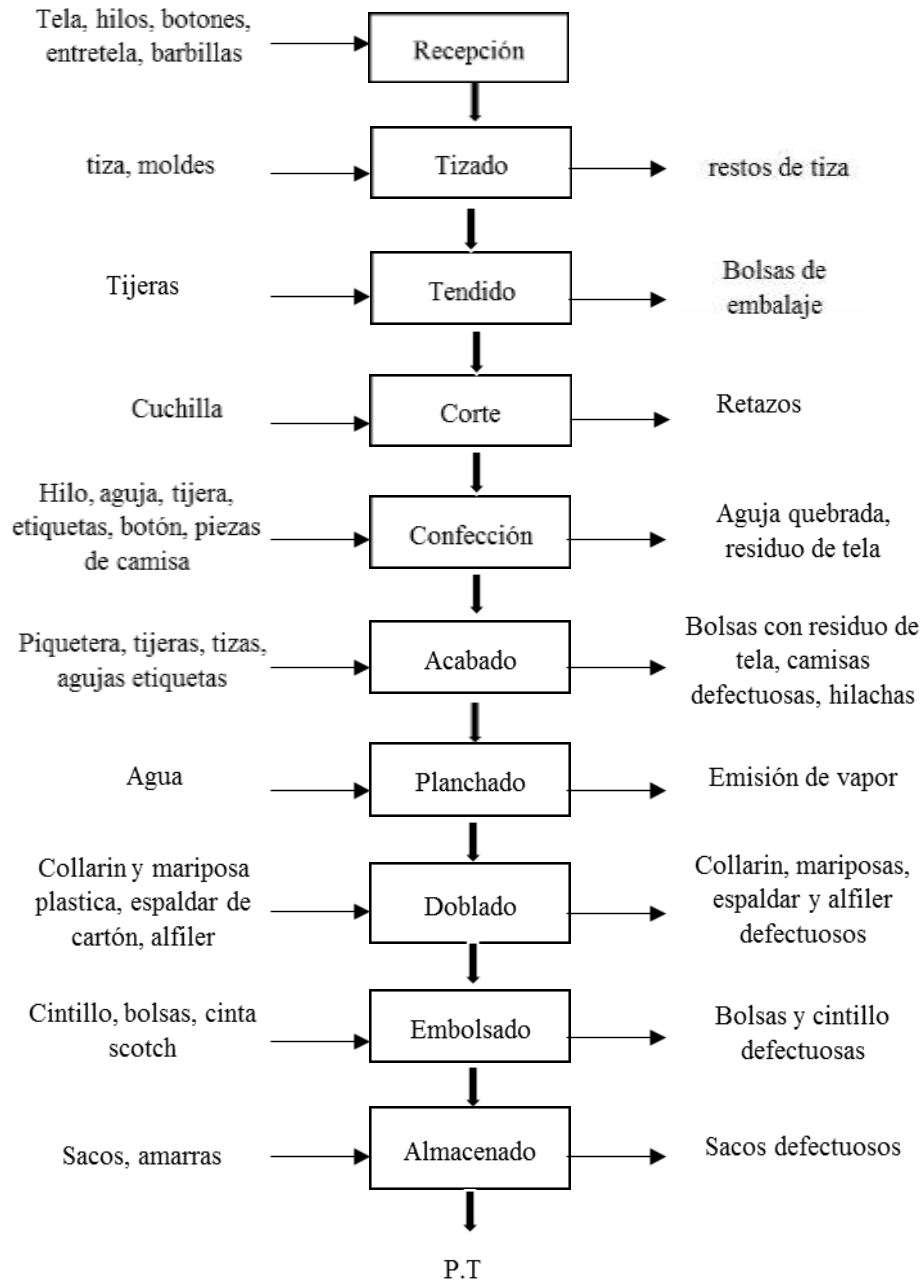 Tela, hilos, botones,
entretela, barbillas
Recepción
tiza, moldes
Tizado
restos de tiza
Tijeras
Tendido
Bolsas de
embalaje
Cuchilla
Corte
Retazos
Hilo, aguja, tijera,
etiquetas, botón, piezas
de camisa
Confección
Aguja quebrada,
residuo de tela
Piquetera, tijeras, tizas,
agujas etiquetas
Acabado
Bolsas con residuo de
tela, camisas
defectuosas, hilachas
Agua
Planchado
Emisión de vapor
Collarin y mariposa
plastica, espaldar de
cartón, alfiler
Doblado
Collarin, mariposas,
espaldar y alfiler
defectuosos
Cintillo, bolsas, cinta
scotch
Embolsado
Bolsas y cintillo
defectuosas
Sacos, amarras
Almacenado
Sacos defectuosos
P.T